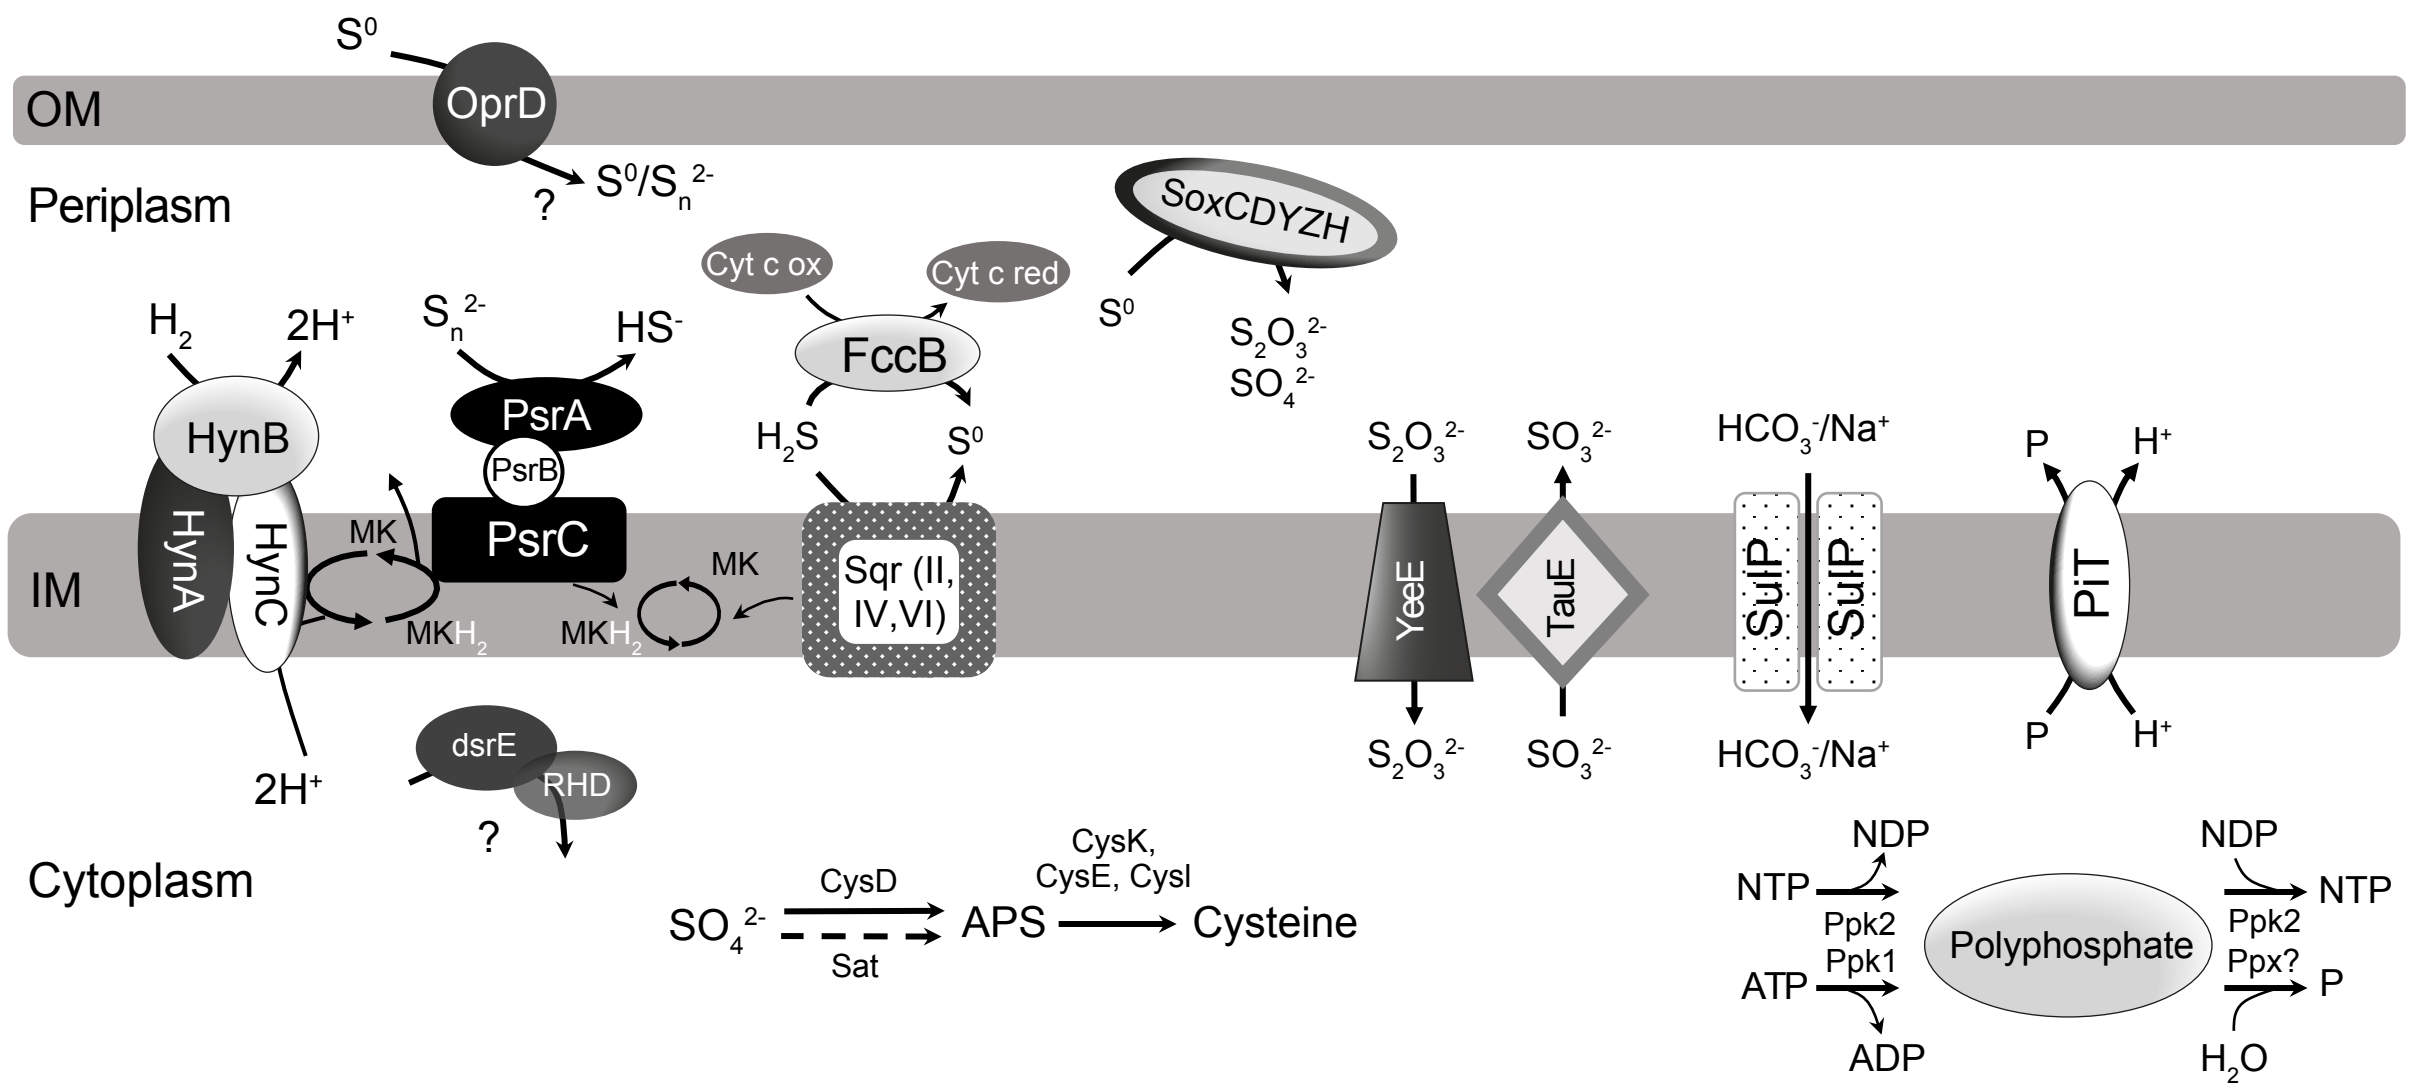 S⁰
OM
OprD
S⁰/Sₙ²⁻
?
Periplasm
SoxCDYZH
S⁰
S₂O₃²⁻
SO₄²⁻
Cyt c ox
Cyt c red
FccB
H₂S
S⁰
H₂
2H⁺
HynB
HynA
HynC
2H⁺
Sₙ²⁻
HS⁻
PsrA
PsrB
PsrC
MK
MKH₂
MK
MKH₂
Sqr (II,
IV,VI)
IM
S₂O₃²⁻
YeeE
S₂O₃²⁻
SO₃²⁻
TauE
SO₃²⁻
HCO₃⁻/Na⁺
SulP
SulP
HCO₃⁻/Na⁺
P
H⁺
PiT
P
H⁺
dsrE
RHD
?
Cytoplasm
SO₄²⁻
CysD
Sat
APS
CysK,
CysE, CysI
Cysteine
NDP
NTP
Ppk2
Ppk1
ATP
ADP
Polyphosphate
NDP
NTP
Ppk2
Ppx?
P
H₂O